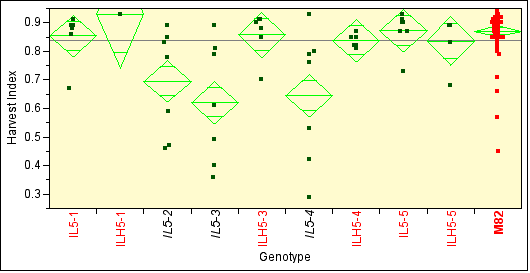 Harvest Index
0.9
0.8
0.7
0.6
0.5
0.4
0.3
IL5-1
ILH5-1
IL5-2
IL5-3
ILH5-3
IL5-4
ILH5-4
IL5-5
ILH5-5
M82
Genotype